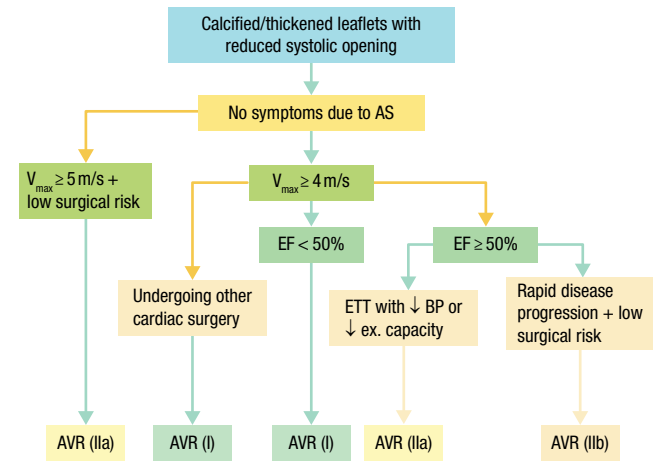 Calcified/thickened leaflets with
reduced systolic opening
No symptoms due to AS
Vmax ≥ 5 m/s +
low surgical risk
Vmax ≥ 4 m/s
EF < 50%
EF ≥ 50%
Undergoing other
cardiac surgery
ETT with ↓ BP or
↓ ex. capacity
Rapid disease
progression + low
surgical risk
AVR (IIa)
AVR (I)
AVR (I)
AVR (IIa)
AVR (IIb)